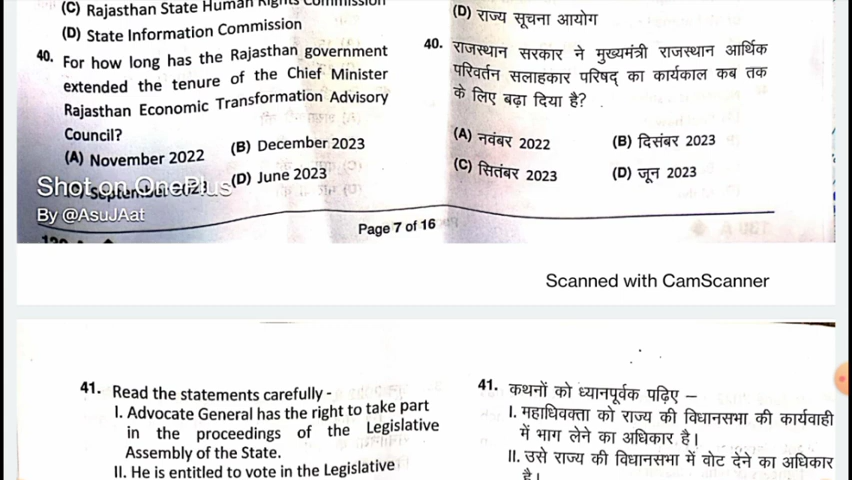 (C) Rajasthan State Human Rights Commission
(D) State Information Commission
40. For how long has the Rajasthan government
extended the tenure of the Chief Minister
Rajasthan Economic Transformation Advisory
Council?
(A) November 2022 (B) December 2023
September (D) June 2023
Shot on OnePlus
By @AsuJAat
(D) राज्य सूचना आयोग
40. राजस्थान सरकार ने मुख्यमंत्री राजस्थान आर्थिक
परिवर्तन सलाहकार परिषद् का कार्यकाल कब तक
के लिए बढ़ा दिया है?
(A) नवंबर 2022 (B) दिसंबर 2023
(C) सितंबर 2023 (D) जून 2023
Page 7 of 16
Scanned with CamScanner
41. Read the statements carefully -
I. Advocate General has the right to take part
in the proceedings of the Legislative
Assembly of the State.
II. He is entitled to vote in the Legislative
41. कथनों को ध्यानपूर्वक पढ़िए –
I. महाधिवक्ता को राज्य की विधानसभा की कार्यवाही
में भाग लेने का अधिकार है।
II. उसे राज्य की विधानसभा में वोट देने का अधिकार
है।